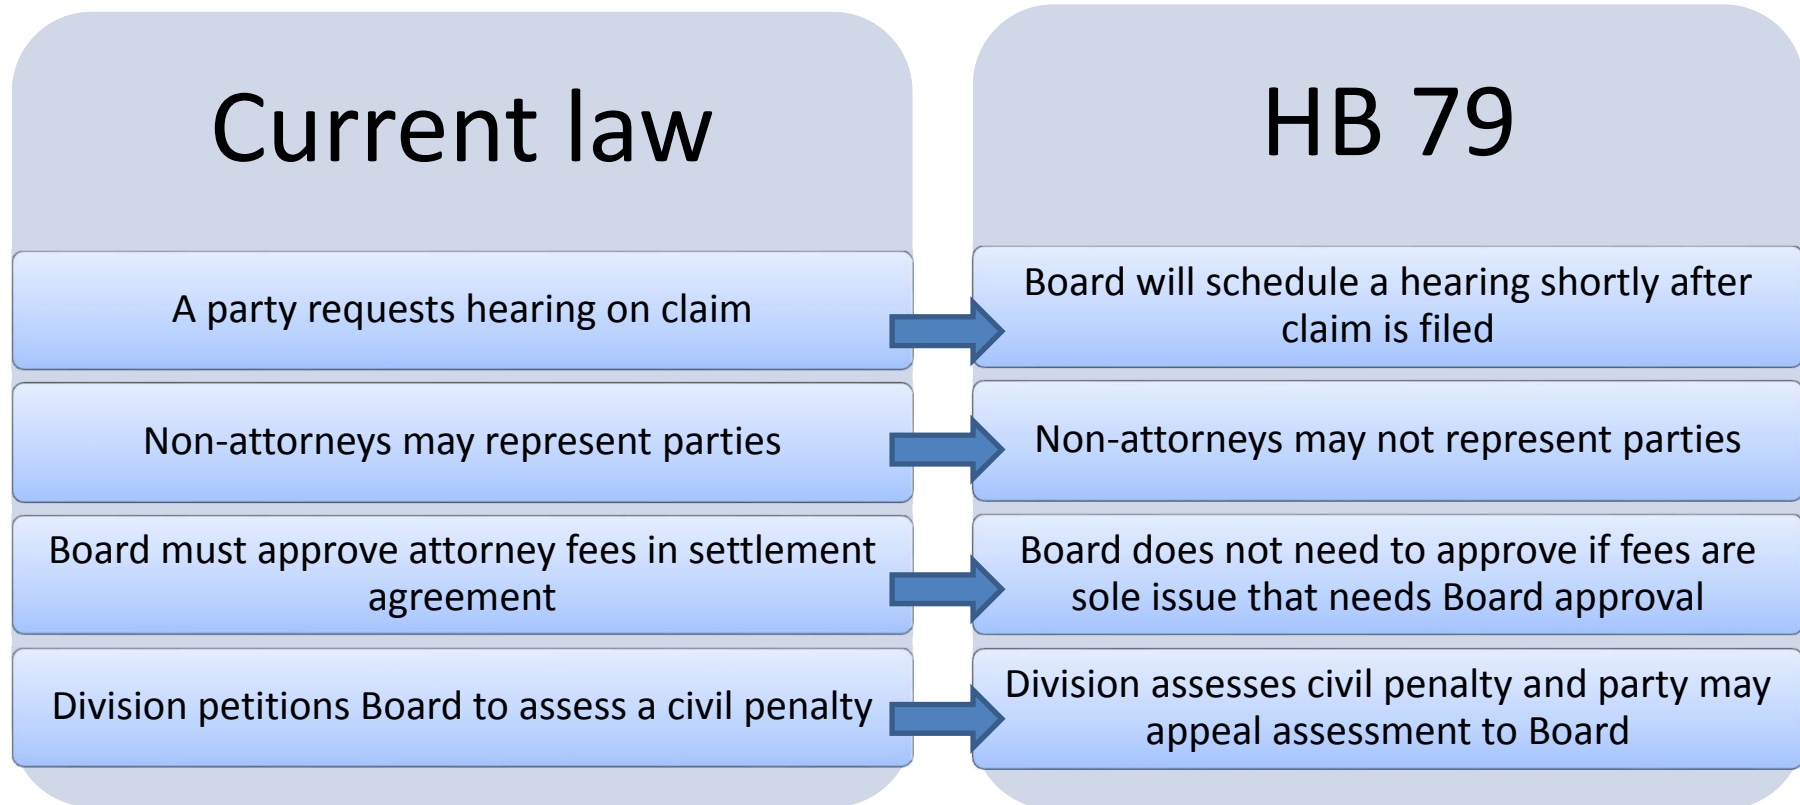 Current law
A party requests hearing on claim
Non-attorneys may represent parties
Board must approve attorney fees in settlement
agreement
Division petitions Board to assess a civil penalty
HB 79
Board will schedule a hearing shortly after
claim is filed
Non-attorneys may not represent parties
Board does not need to approve if fees are
sole issue that needs Board approval
Division assesses civil penalty and party may
appeal assessment to Board